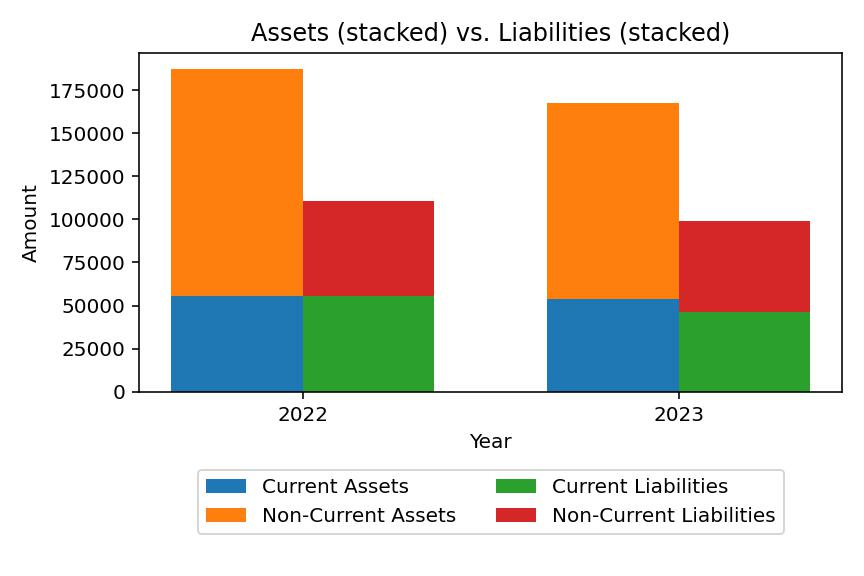 Assets (stacked) vs. Liabilities (stacked)
175000
150000
125000
100000
75000
50000
25000
0
Amount
2022
2023
Year
Current Assets
Non-Current Assets
Current Liabilities
Non-Current Liabilities